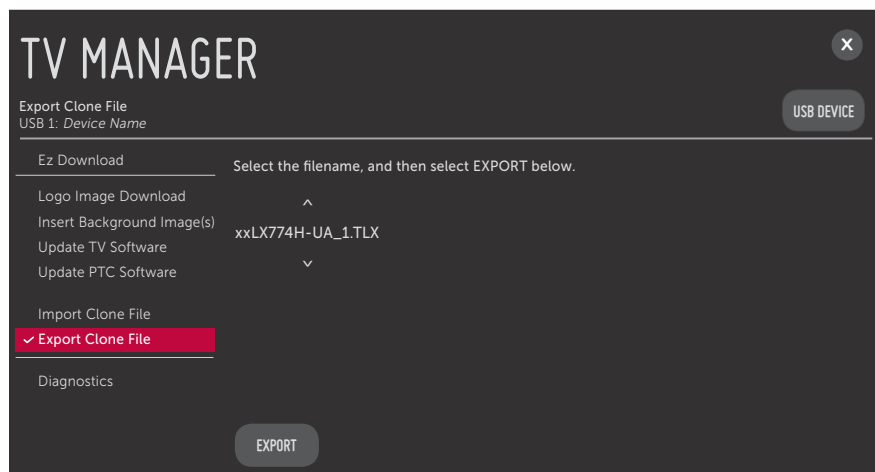 TV MANAGER
X
Export Clone File
USB 1: Device Name
USB DEVICE
Ez Download
Logo Image Download
Insert Background Image(s)
Update TV Software
Update PTC Software
Import Clone File
Export Clone File
Diagnostics
Select the filename, and then select EXPORT below.
xxLX774H-UA_1.TLX
EXPORT